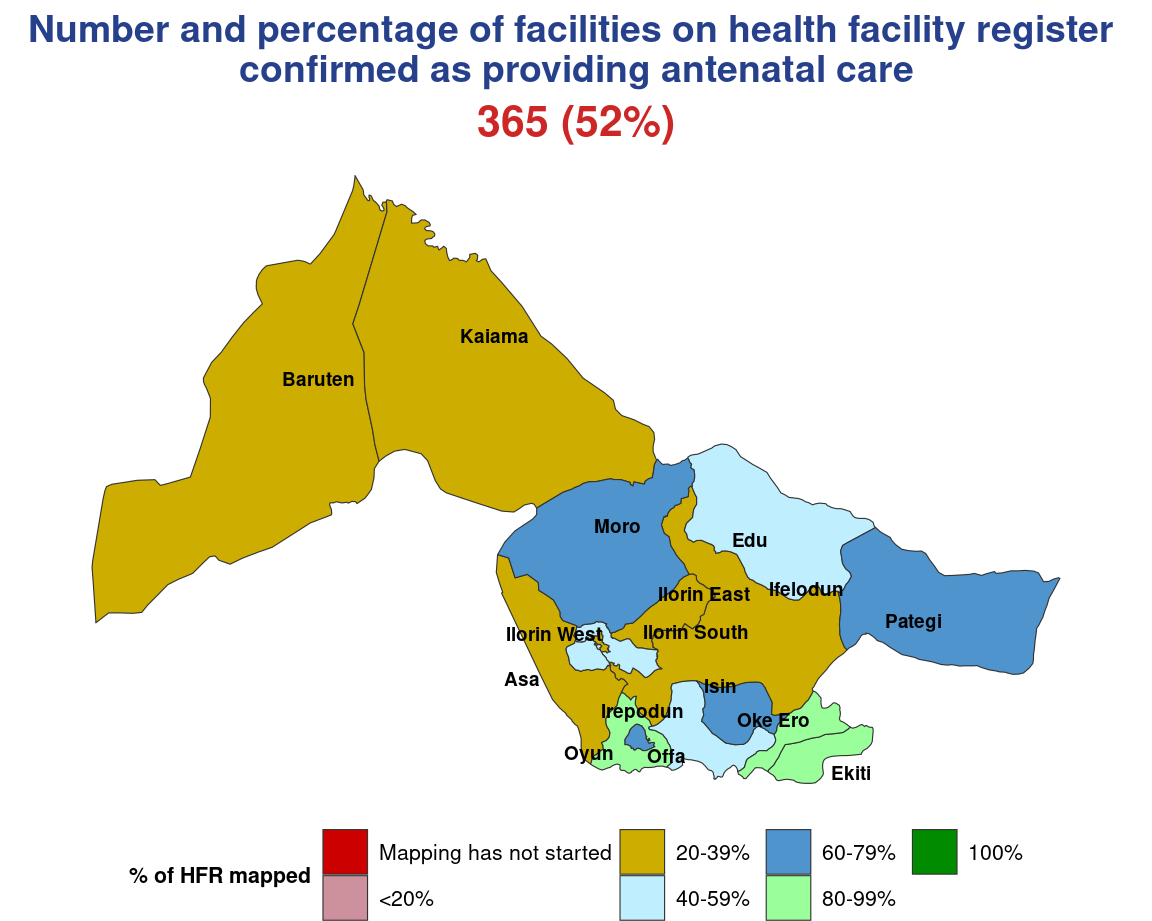 Number and percentage of facilities on health facility register
confirmed as providing antenatal care
365 (52%)
Kaiama
Baruten
Moro
Edu
Ifelodun
Ilorin East
Pategi
Ilorin West
Ilorin South
Asa
Isin
Irepodun
Oke Ero
Oyun
Offa
Ekiti
% of HFR mapped
Mapping has not started
<20%
20-39%
40-59%
60-79%
80-99%
100%